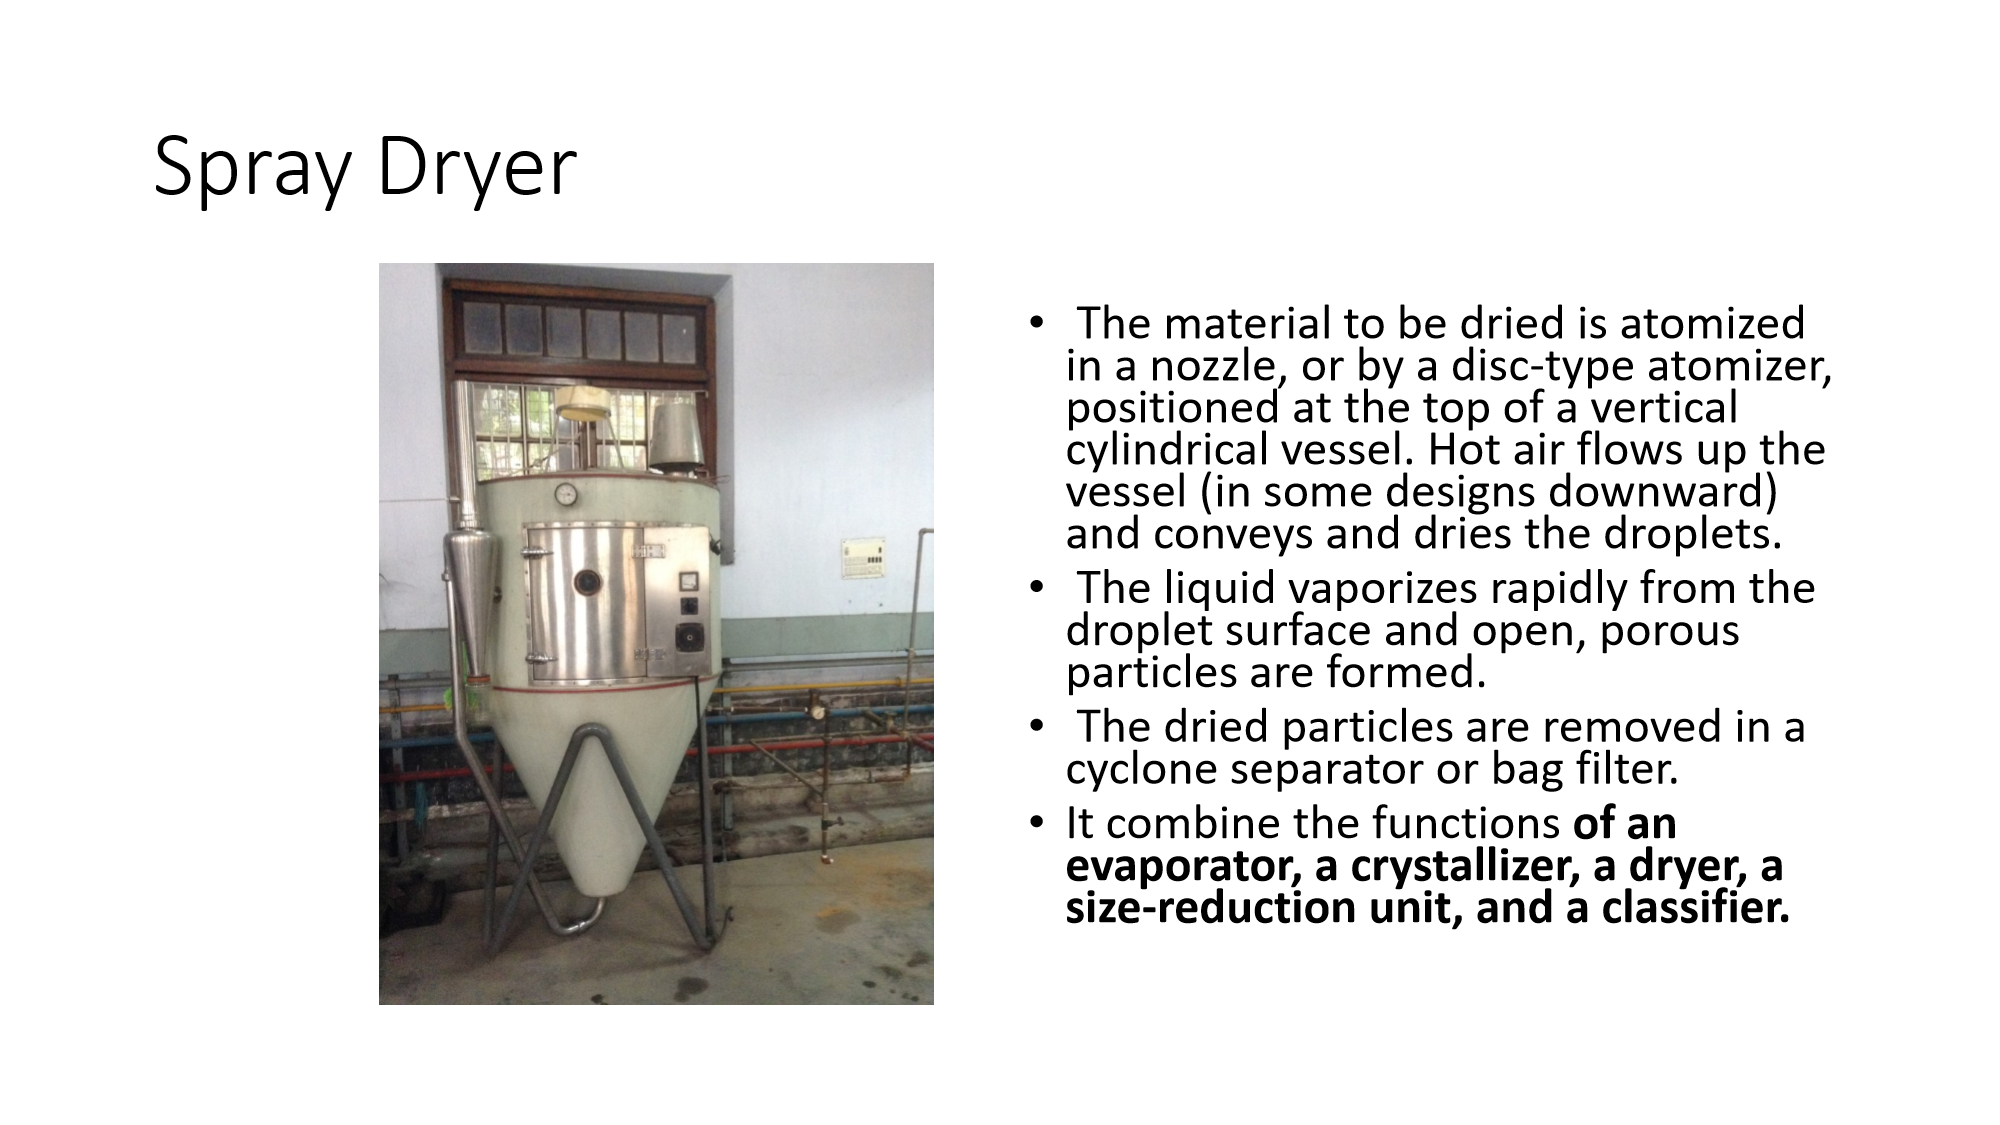 Spray Dryer
• The material to be dried is atomized
in a nozzle, or by a disc-type atomizer,
positioned at the top of a vertical
cylindrical vessel. Hot air flows up the
vessel (in some designs downward)
and conveys and dries the droplets.
• The liquid vaporizes rapidly from the
droplet surface and open, porous
particles are formed.
• The dried particles are removed in a
cyclone separator or bag filter.
• It combine the functions of an
evaporator, a crystallizer, a dryer, a
size-reduction unit, and a classifier.